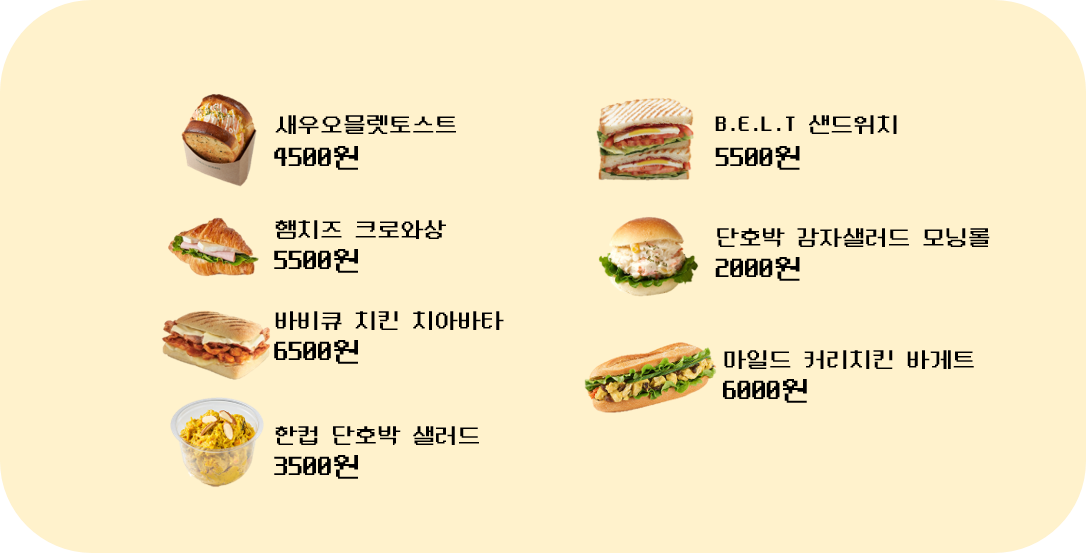 새우오믈렛토스트
4500원
햄치즈 크로와상
5500원
바비큐 치킨 치아바타
6500원
한컵 단호박 샐러드
3500원
B.E.L.T 샌드위치
5500원
단호박 감자샐러드 모닝롤
2000원
마일드 커리치킨 바게트
6000원